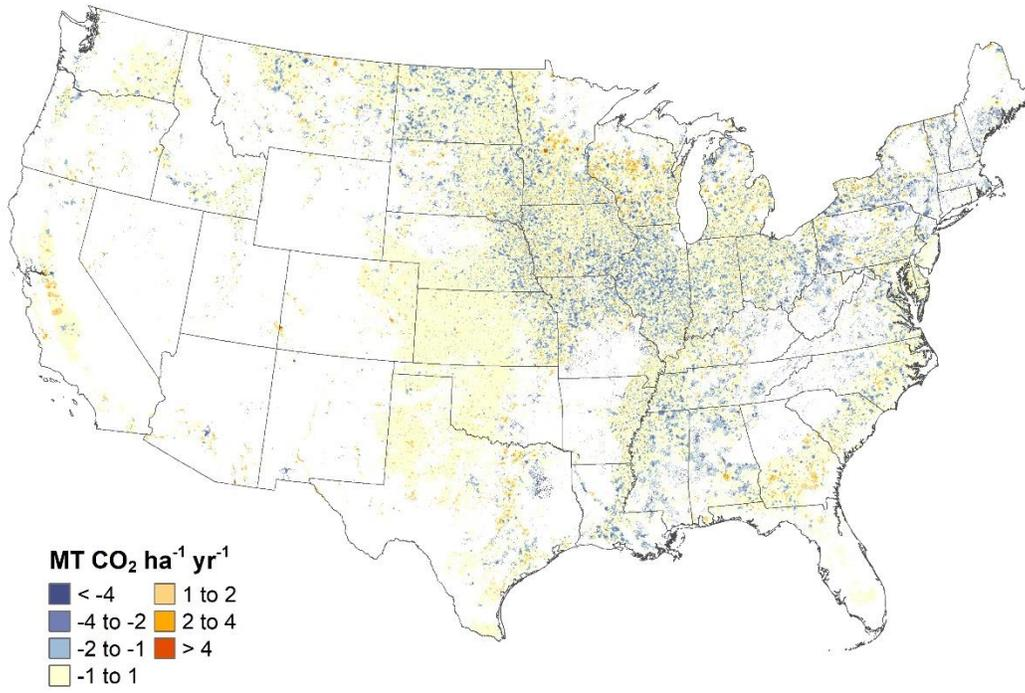 MT CO₂ ha⁻¹ yr⁻¹
< -4
-4 to -2
-2 to -1
-1 to 1
1 to 2
2 to 4
> 4